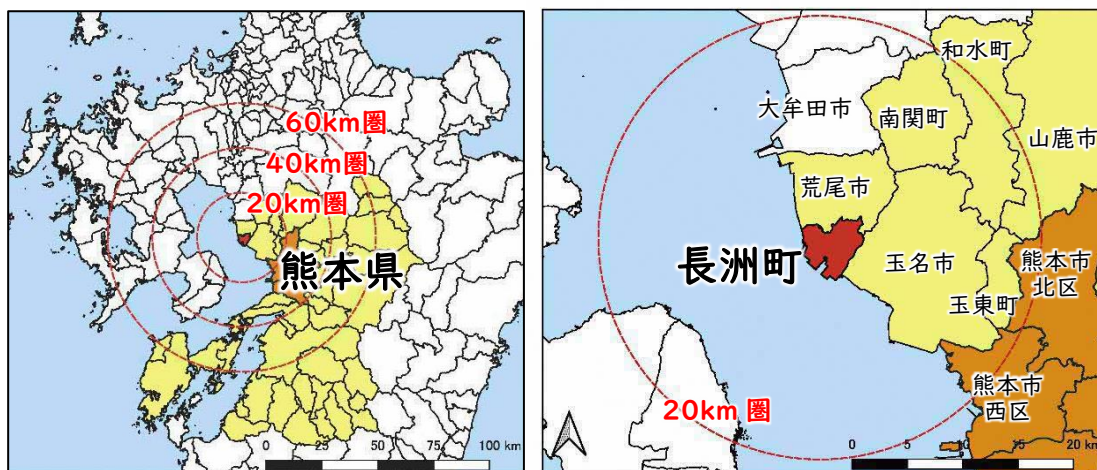 60km圏
40km圏
20km圏
熊本県
0 25 50 75 100 km
和水町
大牟田市
南関町
山鹿市
荒尾市
長洲町
玉名市
熊本市
北区
玉東町
熊本市
西区
20km 圏
0 5 10 15 20 km